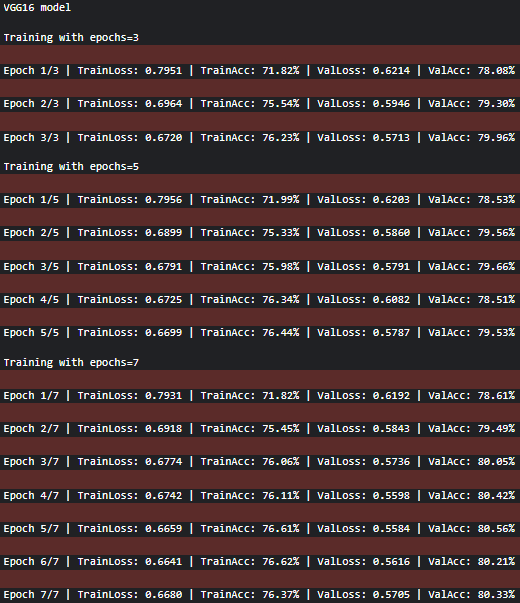 VGG16 model
Training with epochs=3
Epoch 1/3 | TrainLoss: 0.7951 | TrainAcc: 71.82% | ValLoss: 0.6214 | ValAcc: 78.08%
Epoch 2/3 | TrainLoss: 0.6964 | TrainAcc: 75.54% | ValLoss: 0.5946 | ValAcc: 79.30%
Epoch 3/3 | TrainLoss: 0.6720 | TrainAcc: 76.23% | ValLoss: 0.5713 | ValAcc: 79.96%
Training with epochs=5
Epoch 1/5 | TrainLoss: 0.7956 | TrainAcc: 71.99% | ValLoss: 0.6203 | ValAcc: 78.53%
Epoch 2/5 | TrainLoss: 0.6899 | TrainAcc: 75.33% | ValLoss: 0.5860 | ValAcc: 79.56%
Epoch 3/5 | TrainLoss: 0.6791 | TrainAcc: 75.98% | ValLoss: 0.5791 | ValAcc: 79.66%
Epoch 4/5 | TrainLoss: 0.6725 | TrainAcc: 76.34% | ValLoss: 0.6082 | ValAcc: 78.51%
Epoch 5/5 | TrainLoss: 0.6699 | TrainAcc: 76.44% | ValLoss: 0.5787 | ValAcc: 79.53%
Training with epochs=7
Epoch 1/7 | TrainLoss: 0.7931 | TrainAcc: 71.82% | ValLoss: 0.6192 | ValAcc: 78.61%
Epoch 2/7 | TrainLoss: 0.6918 | TrainAcc: 75.45% | ValLoss: 0.5843 | ValAcc: 79.49%
Epoch 3/7 | TrainLoss: 0.6774 | TrainAcc: 76.06% | ValLoss: 0.5736 | ValAcc: 80.05%
Epoch 4/7 | TrainLoss: 0.6742 | TrainAcc: 76.11% | ValLoss: 0.5598 | ValAcc: 80.42%
Epoch 5/7 | TrainLoss: 0.6659 | TrainAcc: 76.61% | ValLoss: 0.5584 | ValAcc: 80.56%
Epoch 6/7 | TrainLoss: 0.6641 | TrainAcc: 76.62% | ValLoss: 0.5616 | ValAcc: 80.21%
Epoch 7/7 | TrainLoss: 0.6680 | TrainAcc: 76.37% | ValLoss: 0.5705 | ValAcc: 80.33%